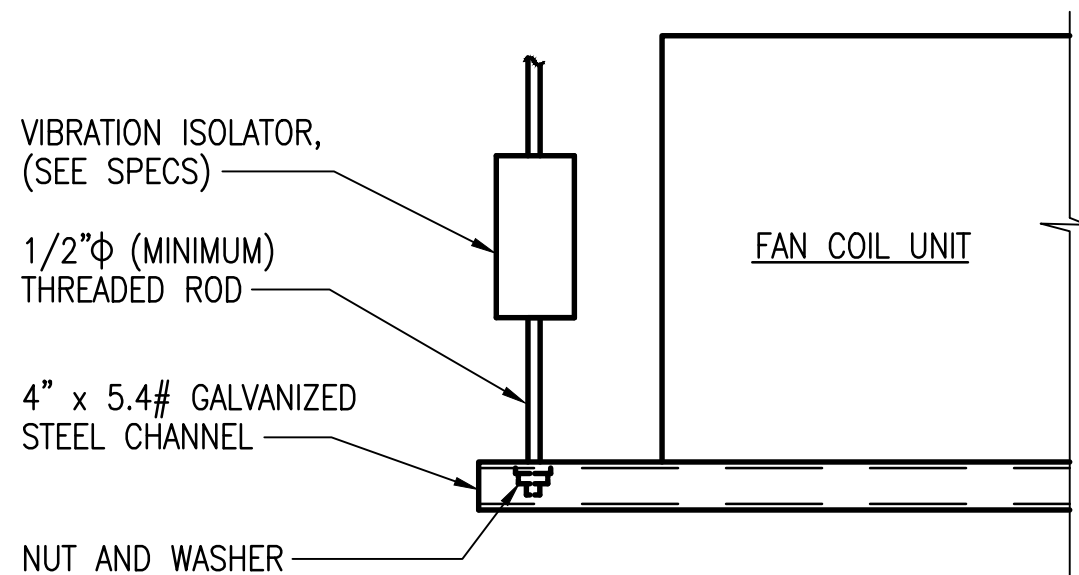 VIBRATION ISOLATOR,
(SEE SPECS)
1/2"ϕ (MINIMUM)
THREADED ROD
FAN COIL UNIT
4" x 5.4# GALVANIZED
STEEL CHANNEL
NUT AND WASHER